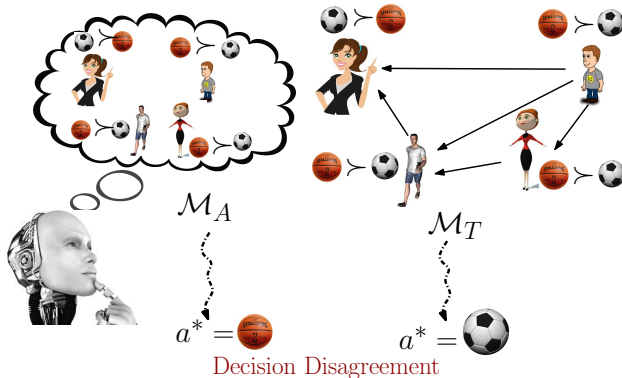 𝓜_A
𝓜_T
a* =
a* =
Decision Disagreement